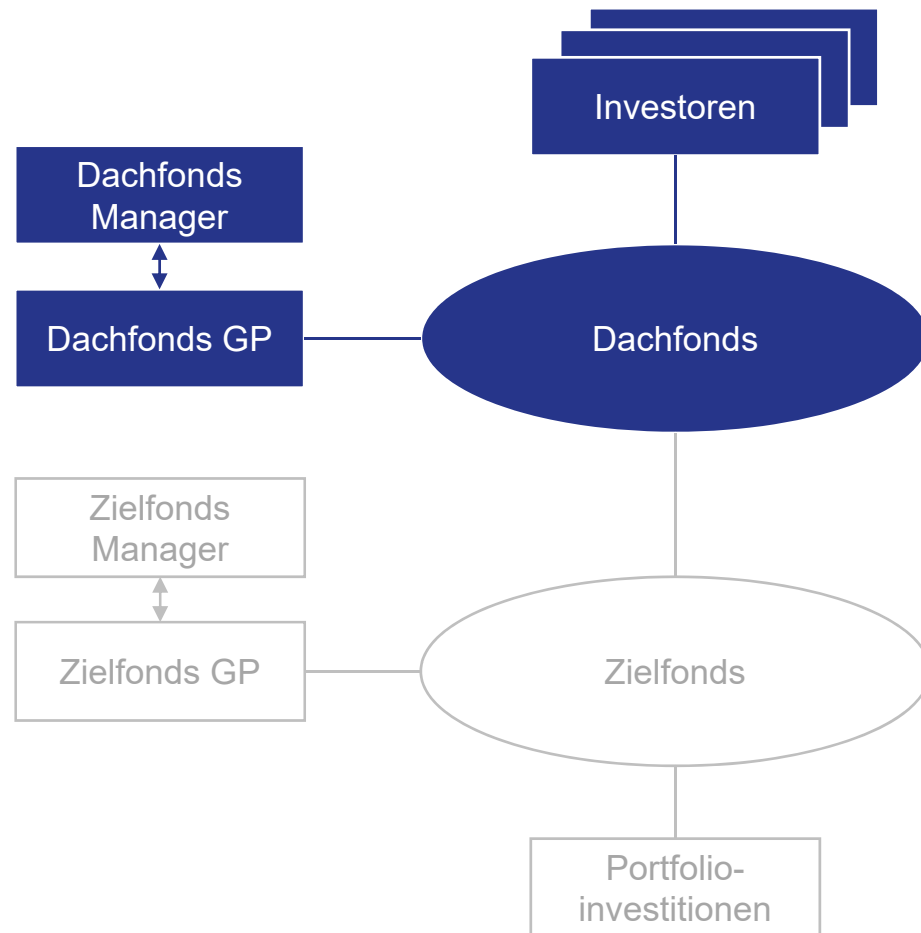 Investoren
Dachfonds
Manager
Dachfonds GP
Dachfonds
Zielfonds
Manager
Zielfonds GP
Zielfonds
Portfolio-
investitionen